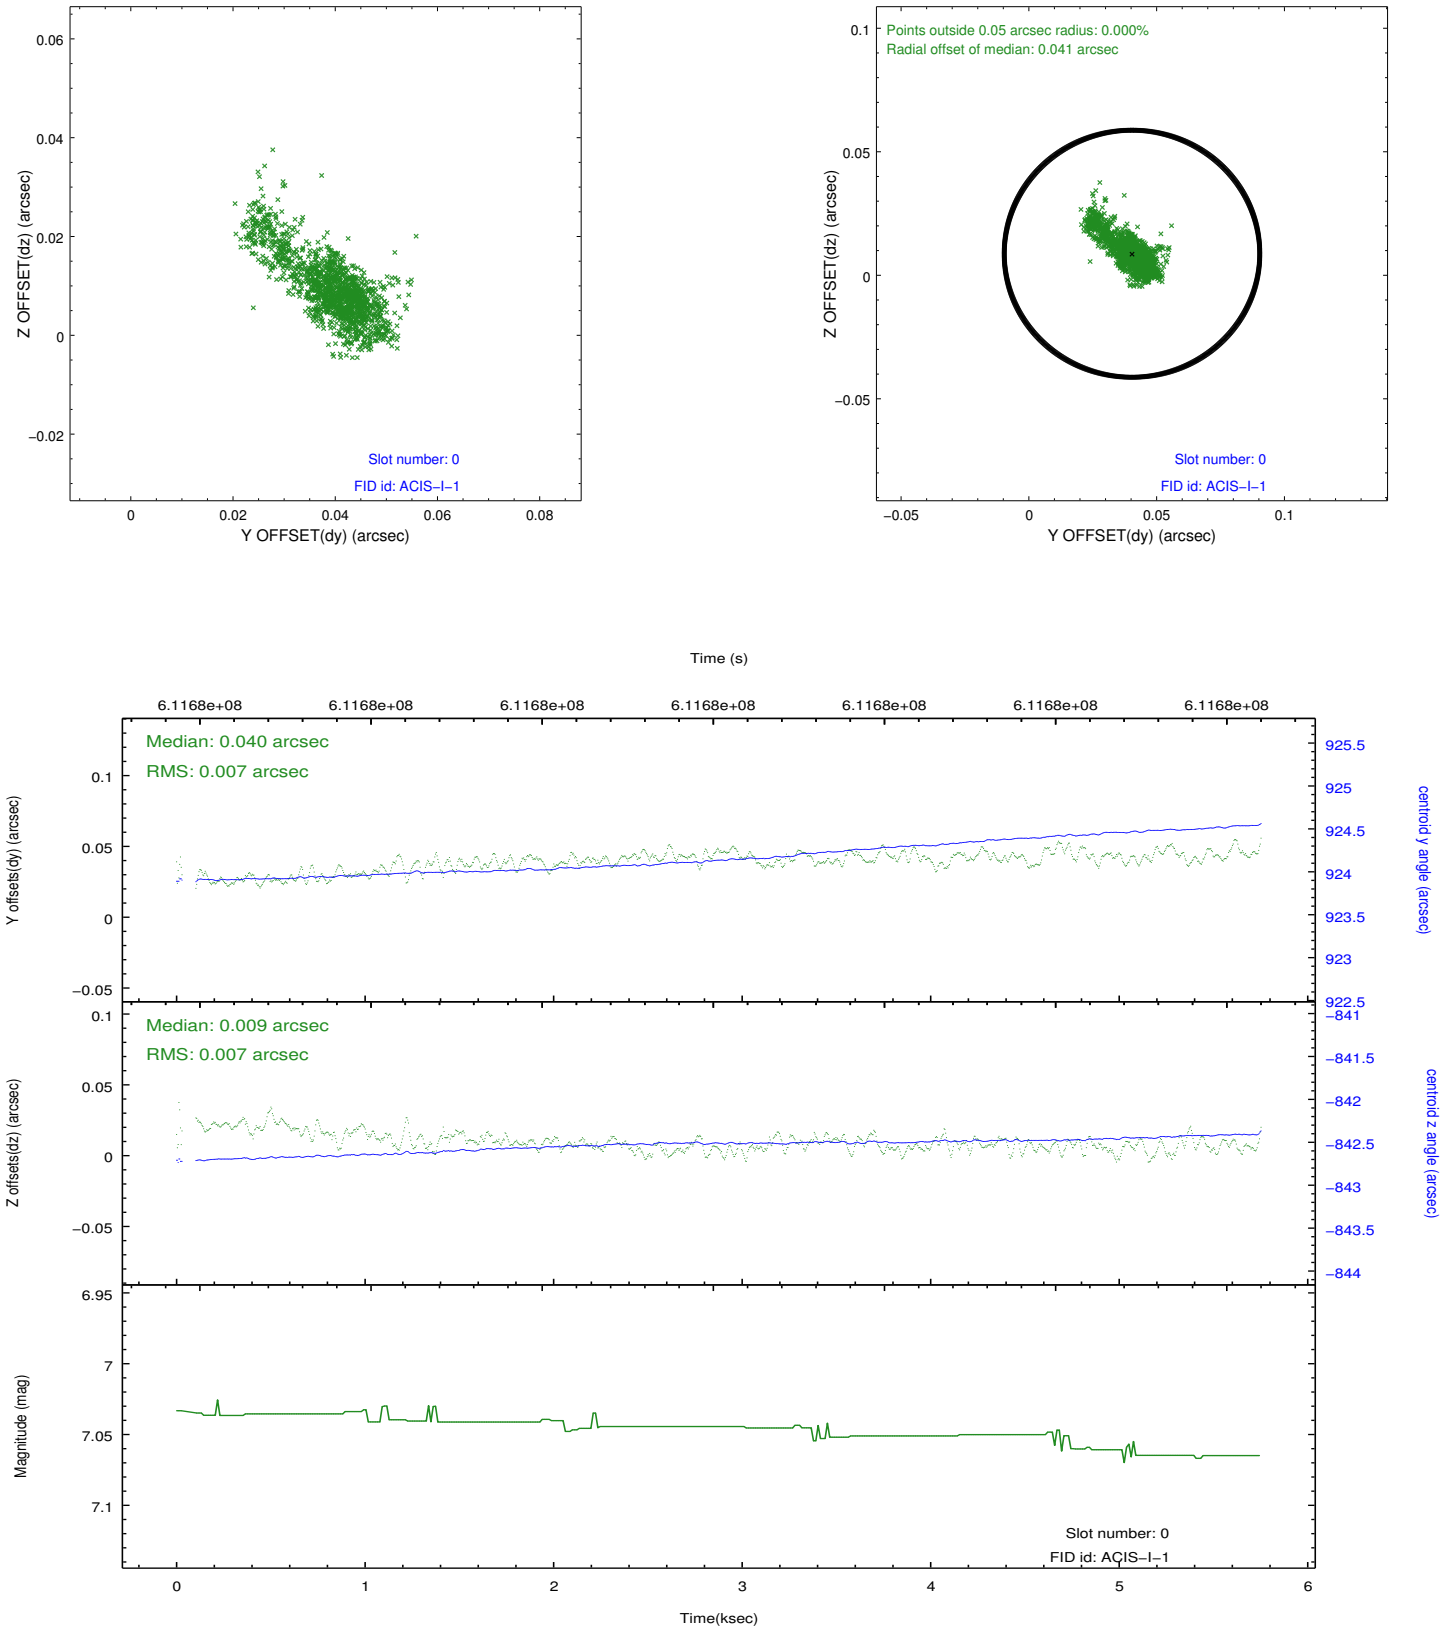 0.06
0.04
0.02
0
−0.02
Z OFFSET(dz) (arcsec)
Slot number: 0
FID id: ACIS−I−1
0 0.02 0.04 0.06 0.08
Y OFFSET(dy) (arcsec)
Points outside 0.05 arcsec radius: 0.000%
Radial offset of median: 0.041 arcsec
0.1
0.05
0
−0.05
Z OFFSET(dz) (arcsec)
Slot number: 0
FID id: ACIS−I−1
−0.05 0 0.05 0.1
Y OFFSET(dy) (arcsec)
Time (s)
6.1168e+08 6.1168e+08 6.1168e+08 6.1168e+08 6.1168e+08 6.1168e+08 6.1168e+08
Median: 0.040 arcsec
RMS: 0.007 arcsec
0.1
0.05
0
−0.05
Y offsets(dy) (arcsec)
925.5
925
924.5
924
923.5
923
922.5
centroid y angle (arcsec)
Median: 0.009 arcsec
RMS: 0.007 arcsec
0.1
0.05
0
−0.05
Z offsets(dz) (arcsec)
−841
−841.5
−842
−842.5
−843
−843.5
−844
centroid z angle (arcsec)
6.95
7
7.05
7.1
Magnitude (mag)
Slot number: 0
FID id: ACIS−I−1
0 1 2 3 4 5 6
Time(ksec)